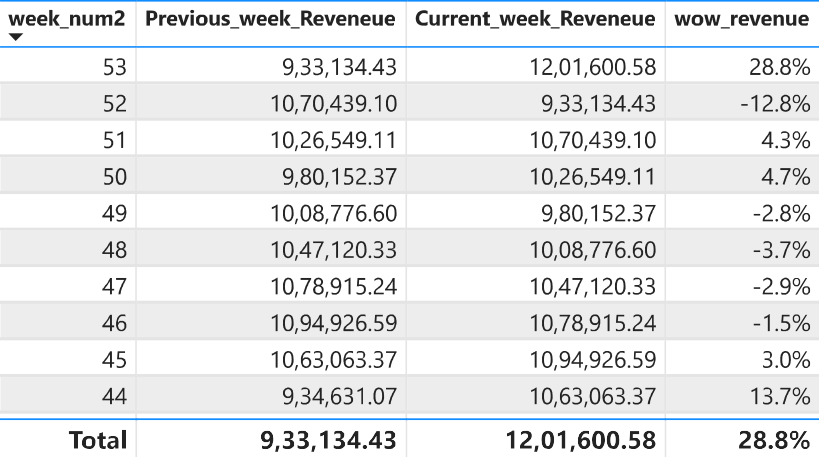 week_num2 Previous_week_Reveneue Current_week_Reveneue wow_revenue
53 9,33,134.43 12,01,600.58 28.8%
52 10,70,439.10 9,33,134.43 -12.8%
51 10,26,549.11 10,70,439.10 4.3%
50 9,80,152.37 10,26,549.11 4.7%
49 10,08,776.60 9,80,152.37 -2.8%
48 10,47,120.33 10,08,776.60 -3.7%
47 10,78,915.24 10,47,120.33 -2.9%
46 10,94,926.59 10,78,915.24 -1.5%
45 10,63,063.37 10,94,926.59 3.0%
44 9,34,631.07 10,63,063.37 13.7%
Total 9,33,134.43 12,01,600.58 28.8%